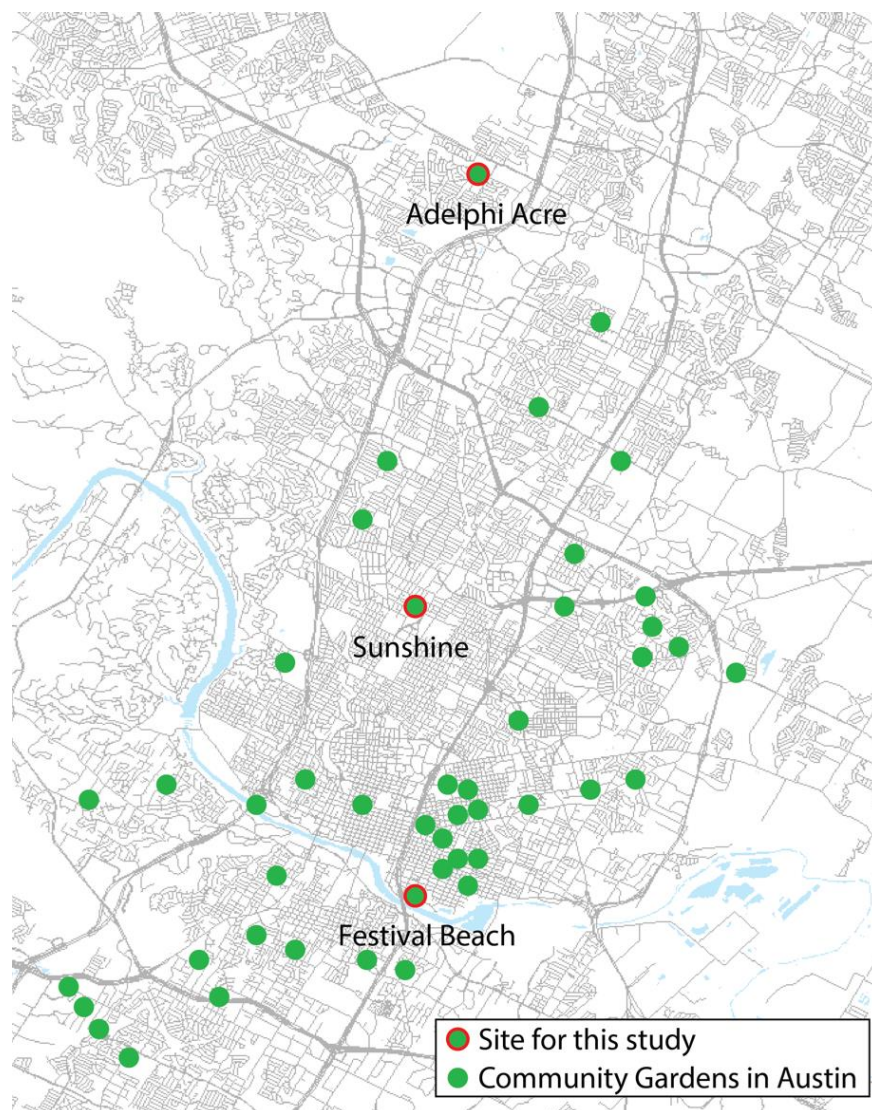 Adelphi Acre
Sunshine
Festival Beach
Site for this study
Community Gardens in Austin